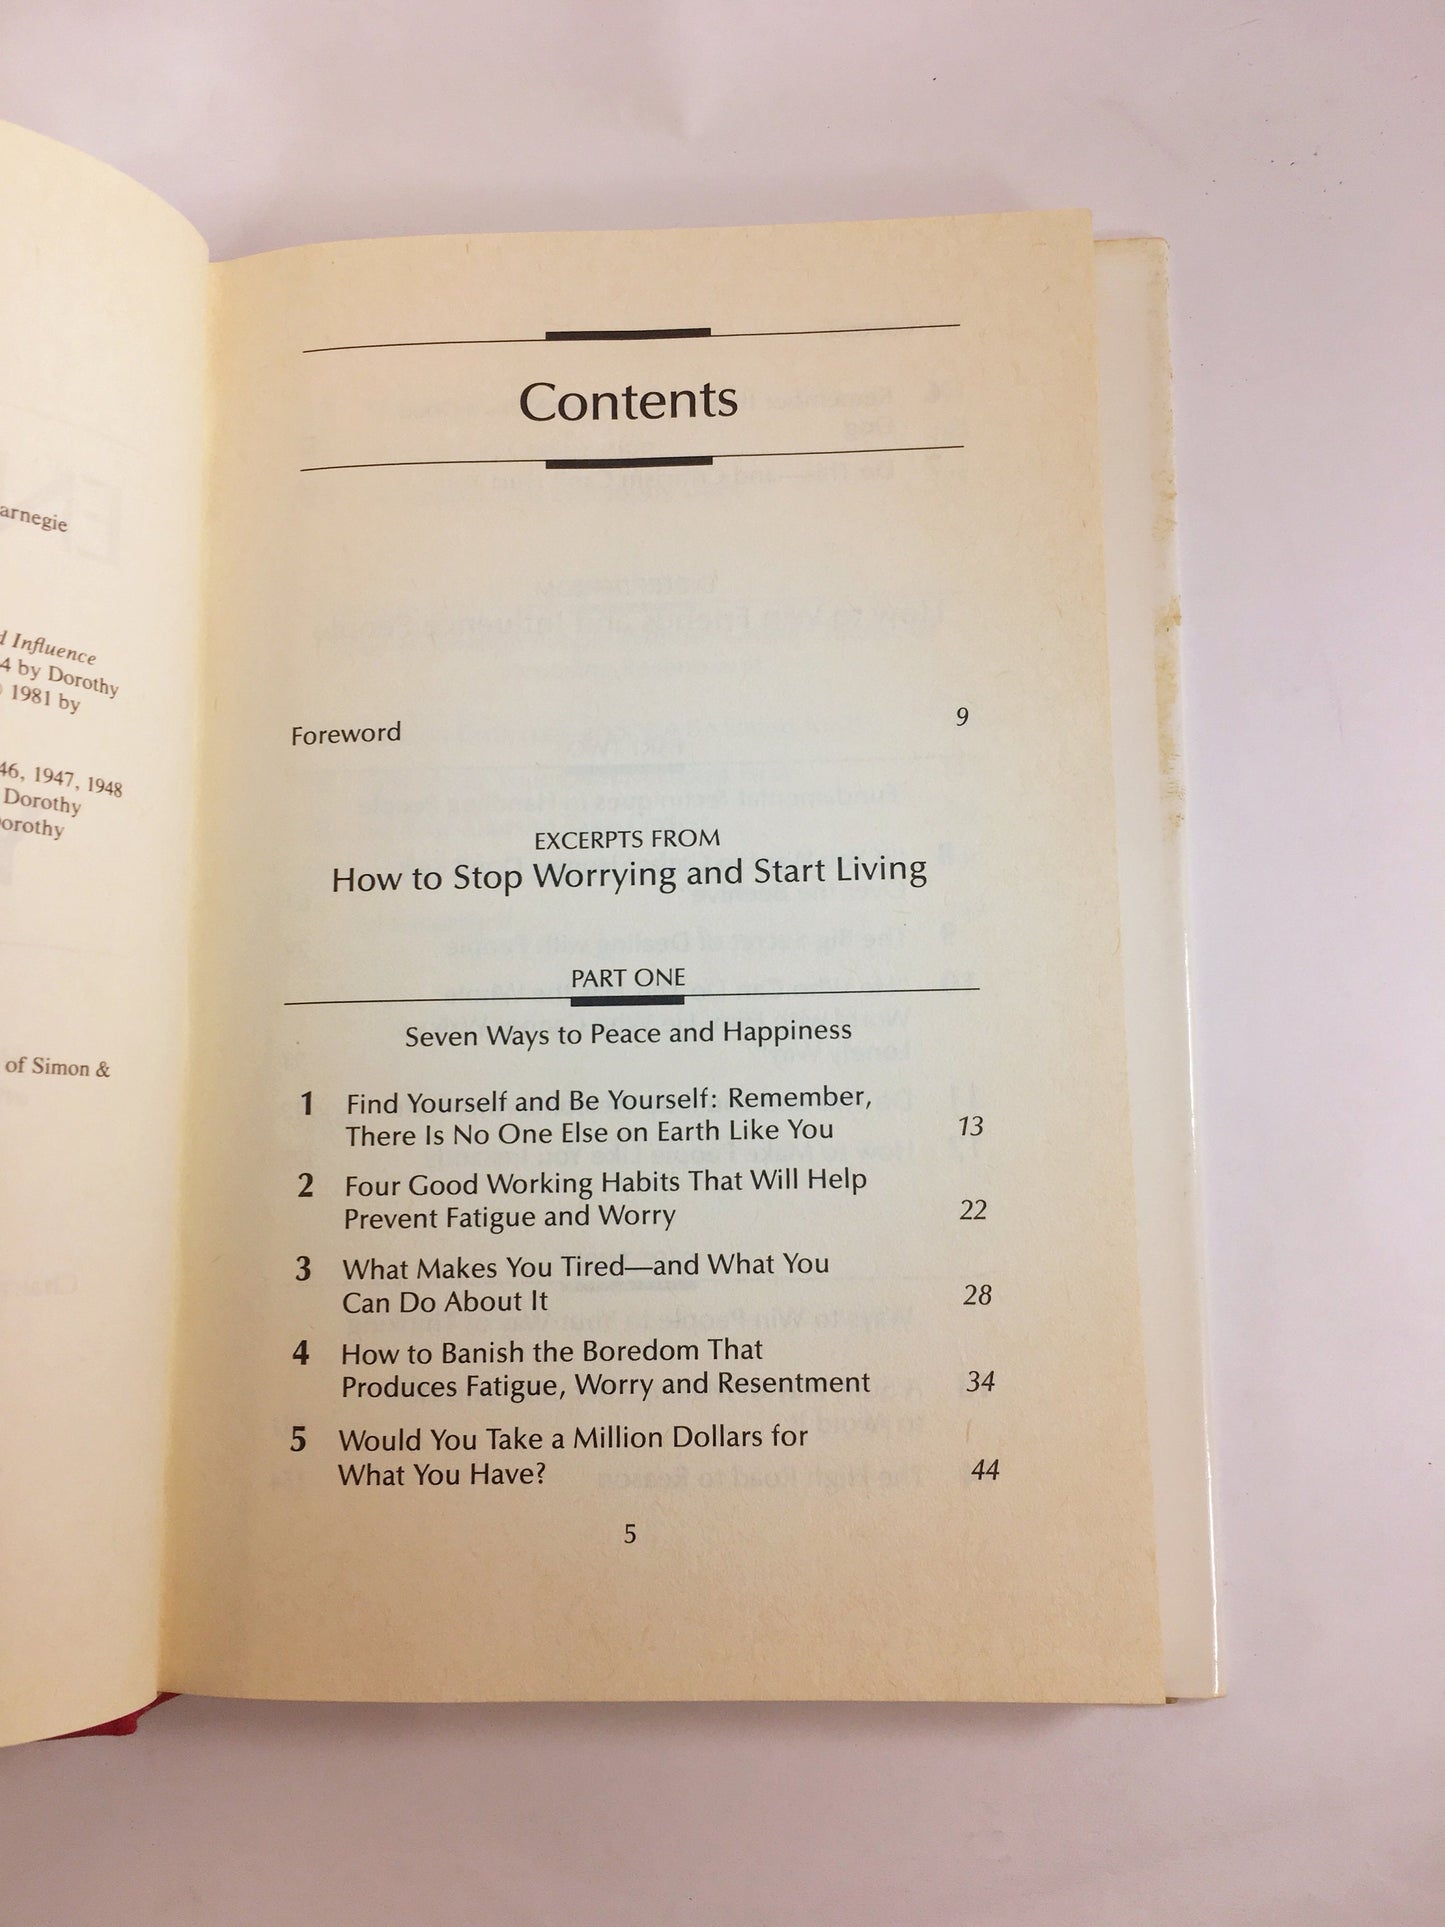 arnegie
d Influence
4 by Dorothy
1981 by
46, 1947, 1948
Dorothy
orothy
of Simon &
Contents
Foreword 9
EXCERPTS FROM
How to Stop Worrying and Start Living
PART ONE
Seven Ways to Peace and Happiness
1 Find Yourself and Be Yourself: Remember,
There Is No One Else on Earth Like You 13
2 Four Good Working Habits That Will Help
Prevent Fatigue and Worry 22
3 What Makes You Tired—and What You
Can Do About It 28
4 How to Banish the Boredom That
Produces Fatigue, Worry and Resentment 34
5 Would You Take a Million Dollars for
What You Have? 44
5